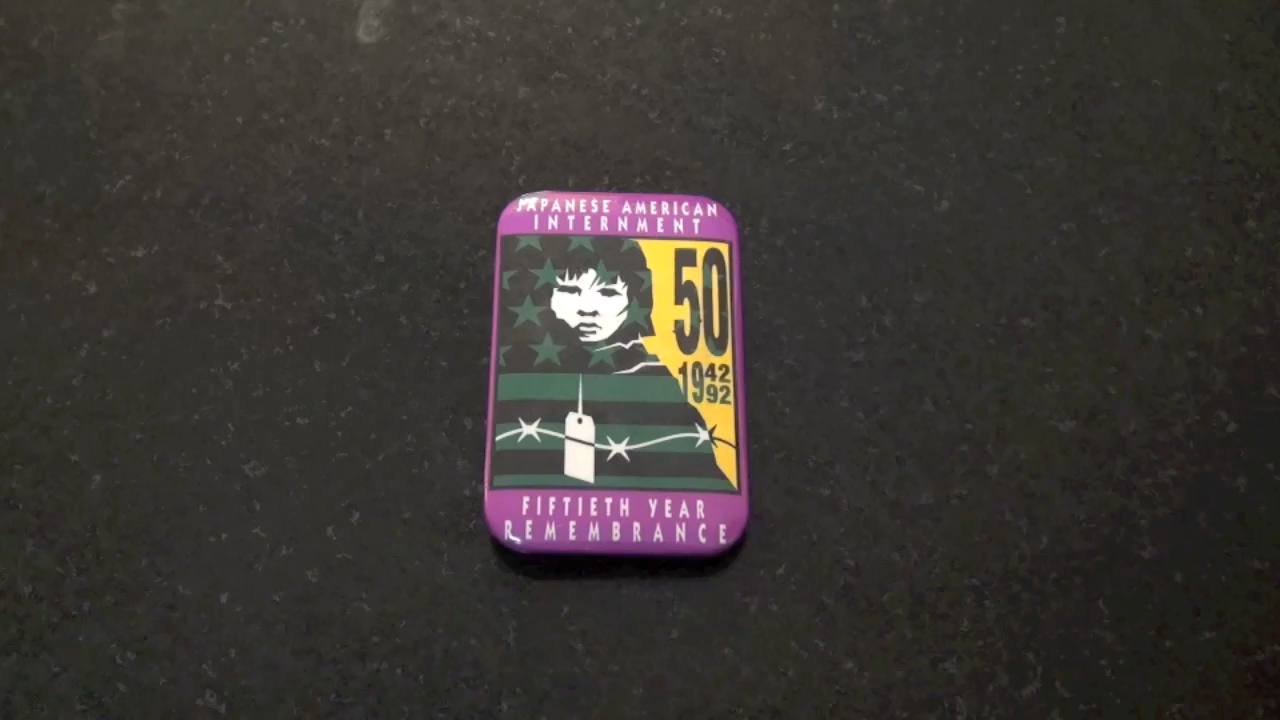 JAPANESE AMERICAN
INTERNMENT
50
1942
92
FIFTIETH YEAR
REMEMBRANCE